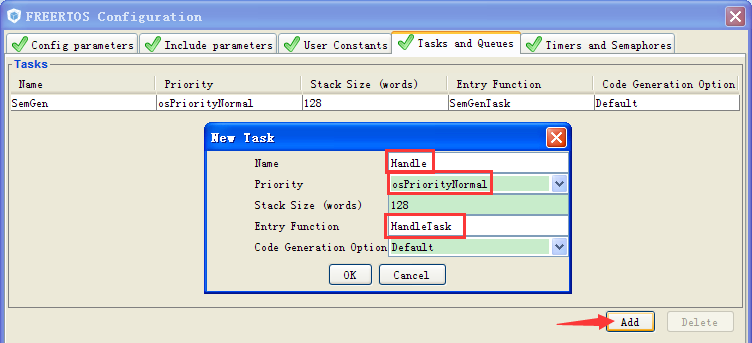 FREERTOS Configuration
Config parameters Include parameters User Constants Tasks and Queues Timers and Semaphores
Tasks
Name Priority Stack Size (words) Entry Function Code Generation Option
SemGen osPriorityNormal 128 SemGenTask Default
New Task
Name Handle
Priority osPriorityNormal
Stack Size (words) 128
Entry Function HandleTask
Code Generation Option Default
OK Cancel
Add Delete